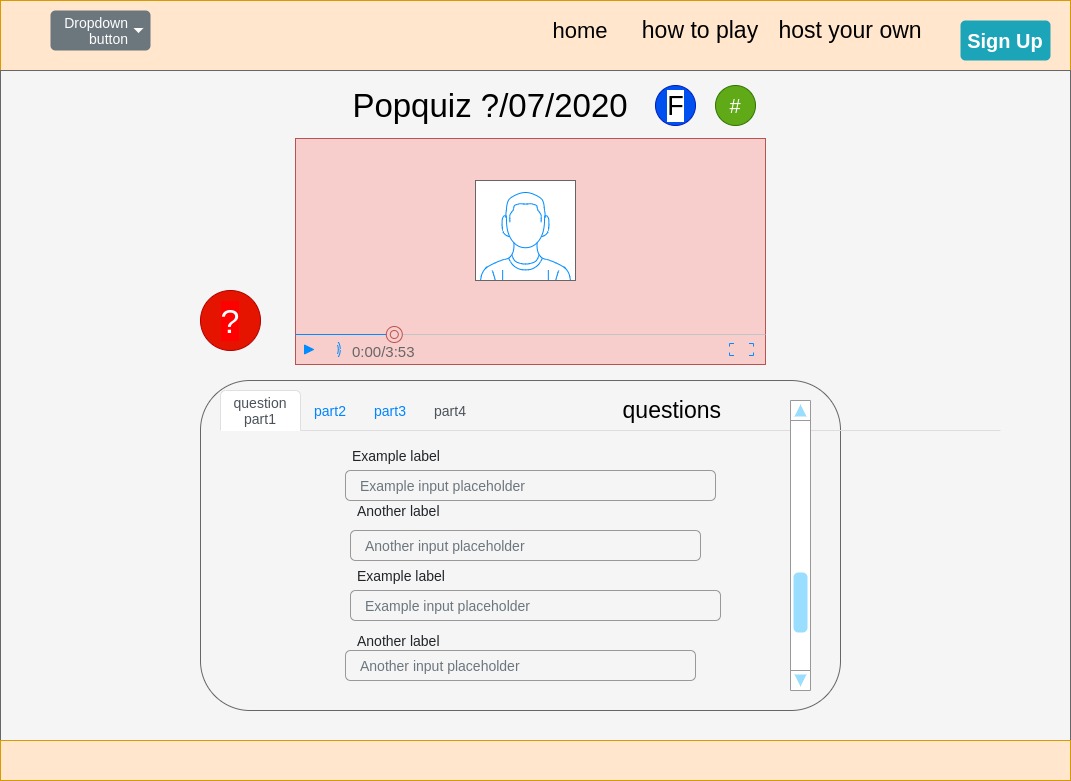 Dropdown
button
home
how to play
host your own
Sign Up
Popquiz ?/07/2020
F
#
?
0:00/3:53
question
part1
part2
part3
part4
questions
Example label
Example input placeholder
Another label
Another input placeholder
Example label
Example input placeholder
Another label
Another input placeholder